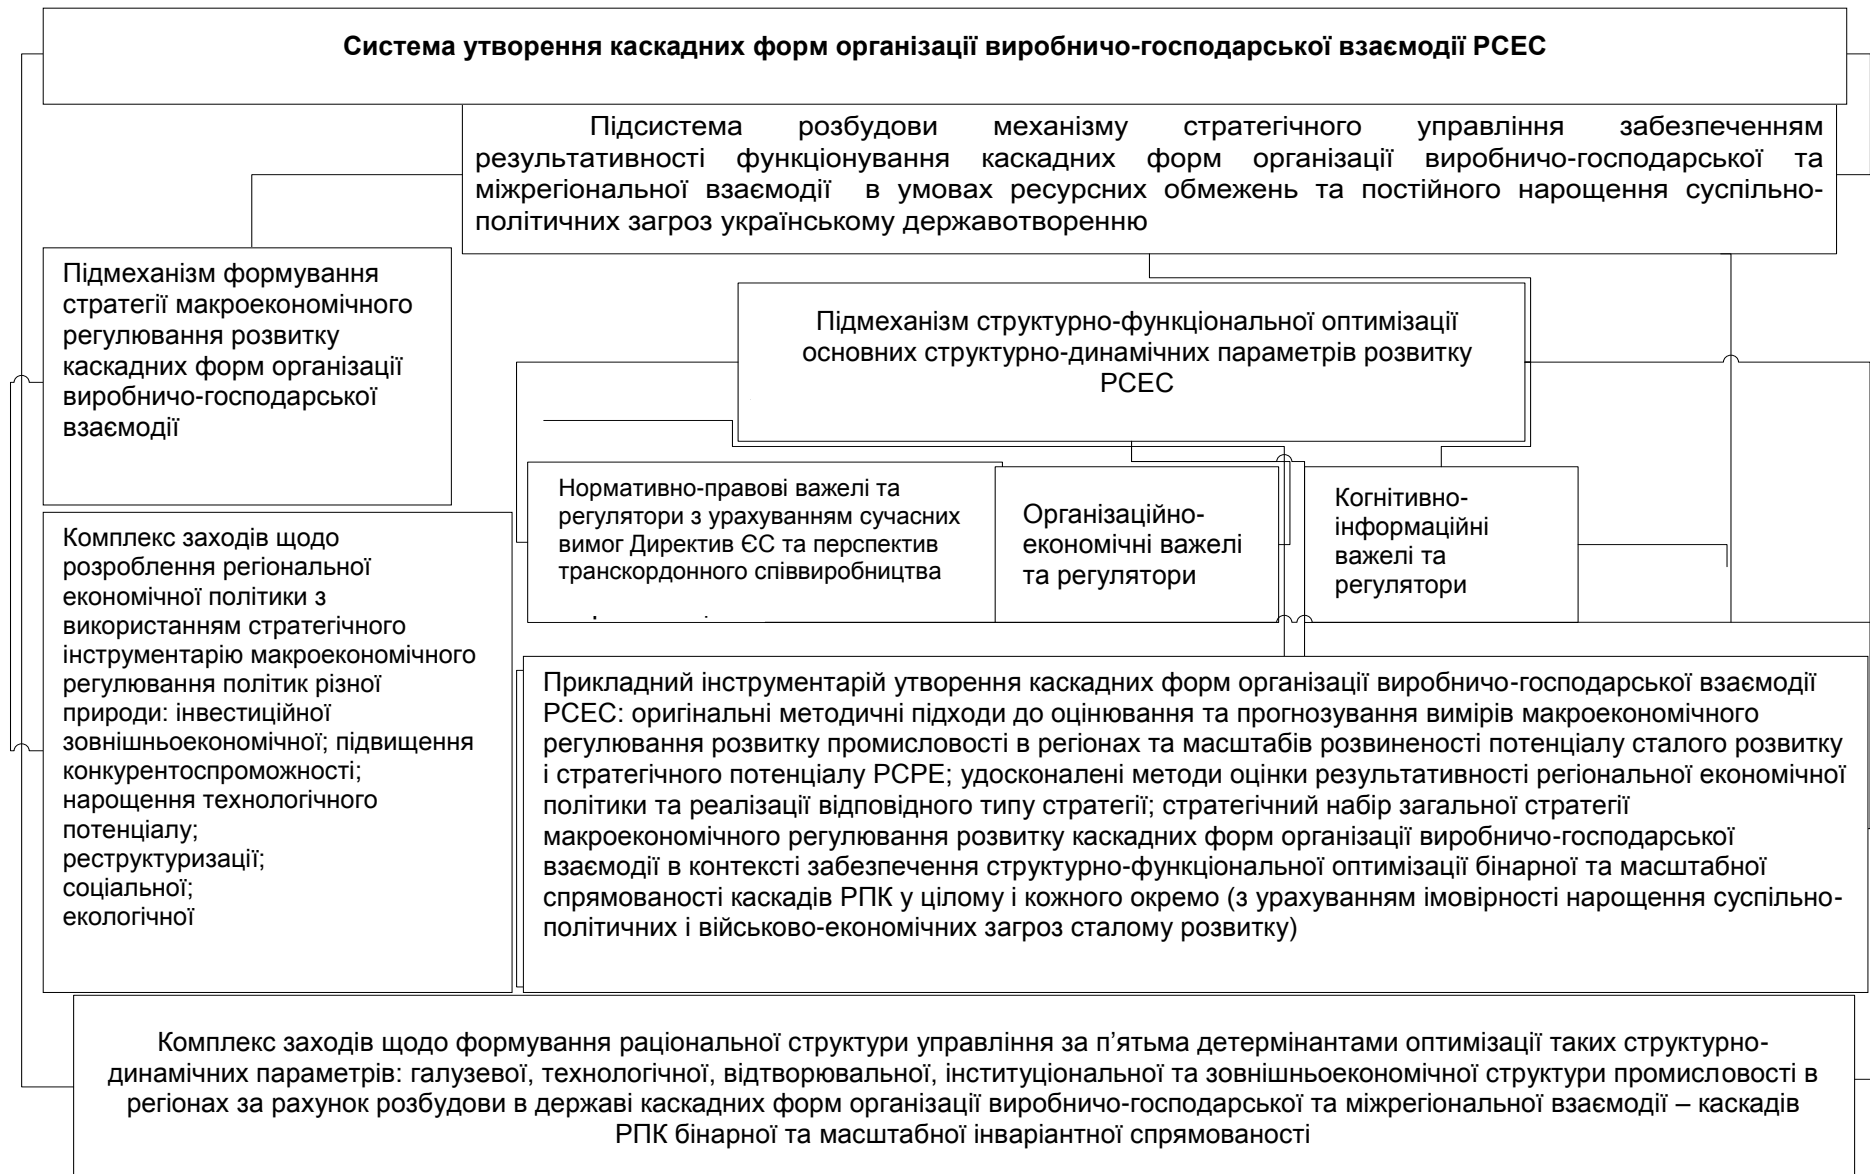 Система утворення каскадних форм організації виробничо-господарської взаємодії РСЕС
Підсистема розбудови механізму стратегічного управління забезпеченням
результативності функціонування каскадних форм організації виробничо-господарської та
міжрегіональної взаємодії в умовах ресурсних обмежень та постійного нарощення суспільно-
політичних загроз українському державотворенню
Підмеханізм формування
стратегії макроекономічного
регулювання розвитку
каскадних форм організації
виробничо-господарської
взаємодії
Підмеханізм структурно-функціональної оптимізації
основних структурно-динамічних параметрів розвитку
РСЕС
Нормативно-правові важелі та
регулятори з урахуванням сучасних
вимог Директив ЄС та перспектив
транскордонного співвиробництва
Організаційно-
економічні важелі
та регулятори
Когнітивно-
інформаційні
важелі та
регулятори
Комплекс заходів щодо
розроблення регіональної
економічної політики з
використанням стратегічного
інструментарію макроекономічного
регулювання політик різної
природи: інвестиційної
зовнішньоекономічної; підвищення
конкурентоспроможності;
нарощення технологічного
потенціалу;
реструктуризації;
соціальної;
екологічної
Прикладний інструментарій утворення каскадних форм організації виробничо-господарської взаємодії
РСЕС: оригінальні методичні підходи до оцінювання та прогнозування вимірів макроекономічного
регулювання розвитку промисловості в регіонах та масштабів розвиненості потенціалу сталого розвитку
і стратегічного потенціалу РСРЕ; удосконалені методи оцінки результативності регіональної економічної
політики та реалізації відповідного типу стратегії; стратегічний набір загальної стратегії
макроекономічного регулювання розвитку каскадних форм організації виробничо-господарської
взаємодії в контексті забезпечення структурно-функціональної оптимізації бінарної та масштабної
спрямованості каскадів РПК у цілому і кожного окремо (з урахуванням імовірності нарощення суспільно-
політичних і військово-економічних загроз сталому розвитку)
Комплекс заходів щодо формування раціональної структури управління за п’ятьма детермінантами оптимізації таких структурно-
динамічних параметрів: галузевої, технологічної, відтворювальної, інституціональної та зовнішньоекономічної структури промисловості в
регіонах за рахунок розбудови в державі каскадних форм організації виробничо-господарської та міжрегіональної взаємодії – каскадів
РПК бінарної та масштабної інваріантної спрямованості